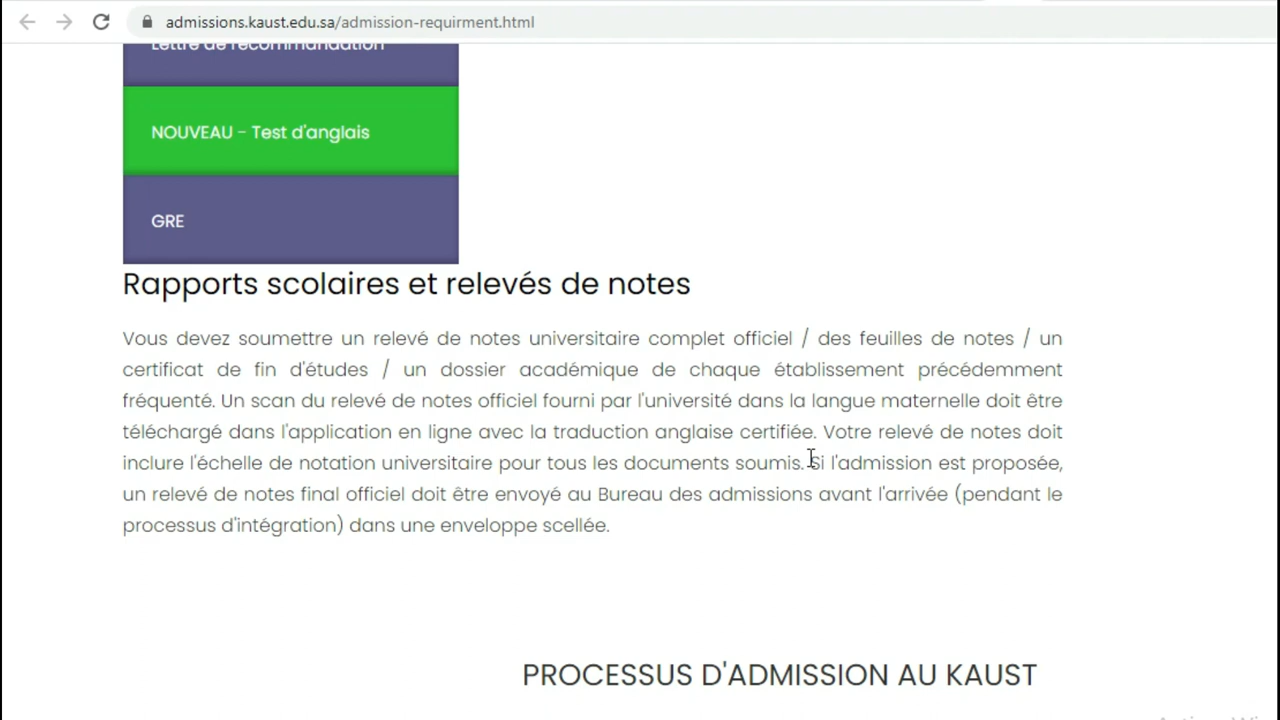 admissions.kaust.edu.sa/admission-requirment.html
Lettre de recommandation
NOUVEAU - Test d'anglais
GRE
Rapports scolaires et relevés de notes
Vous devez soumettre un relevé de notes universitaire complet officiel / des feuilles de notes / un
certificat de fin d'études / un dossier académique de chaque établissement précédemment
fréquenté. Un scan du relevé de notes officiel fourni par l'université dans la langue maternelle doit être
téléchargé dans l'application en ligne avec la traduction anglaise certifiée. Votre relevé de notes doit
inclure l'échelle de notation universitaire pour tous les documents soumis. Si l'admission est proposée,
un relevé de notes final officiel doit être envoyé au Bureau des admissions avant l'arrivée (pendant le
processus d'intégration) dans une enveloppe scellée.
PROCESSUS D'ADMISSION AU KAUST